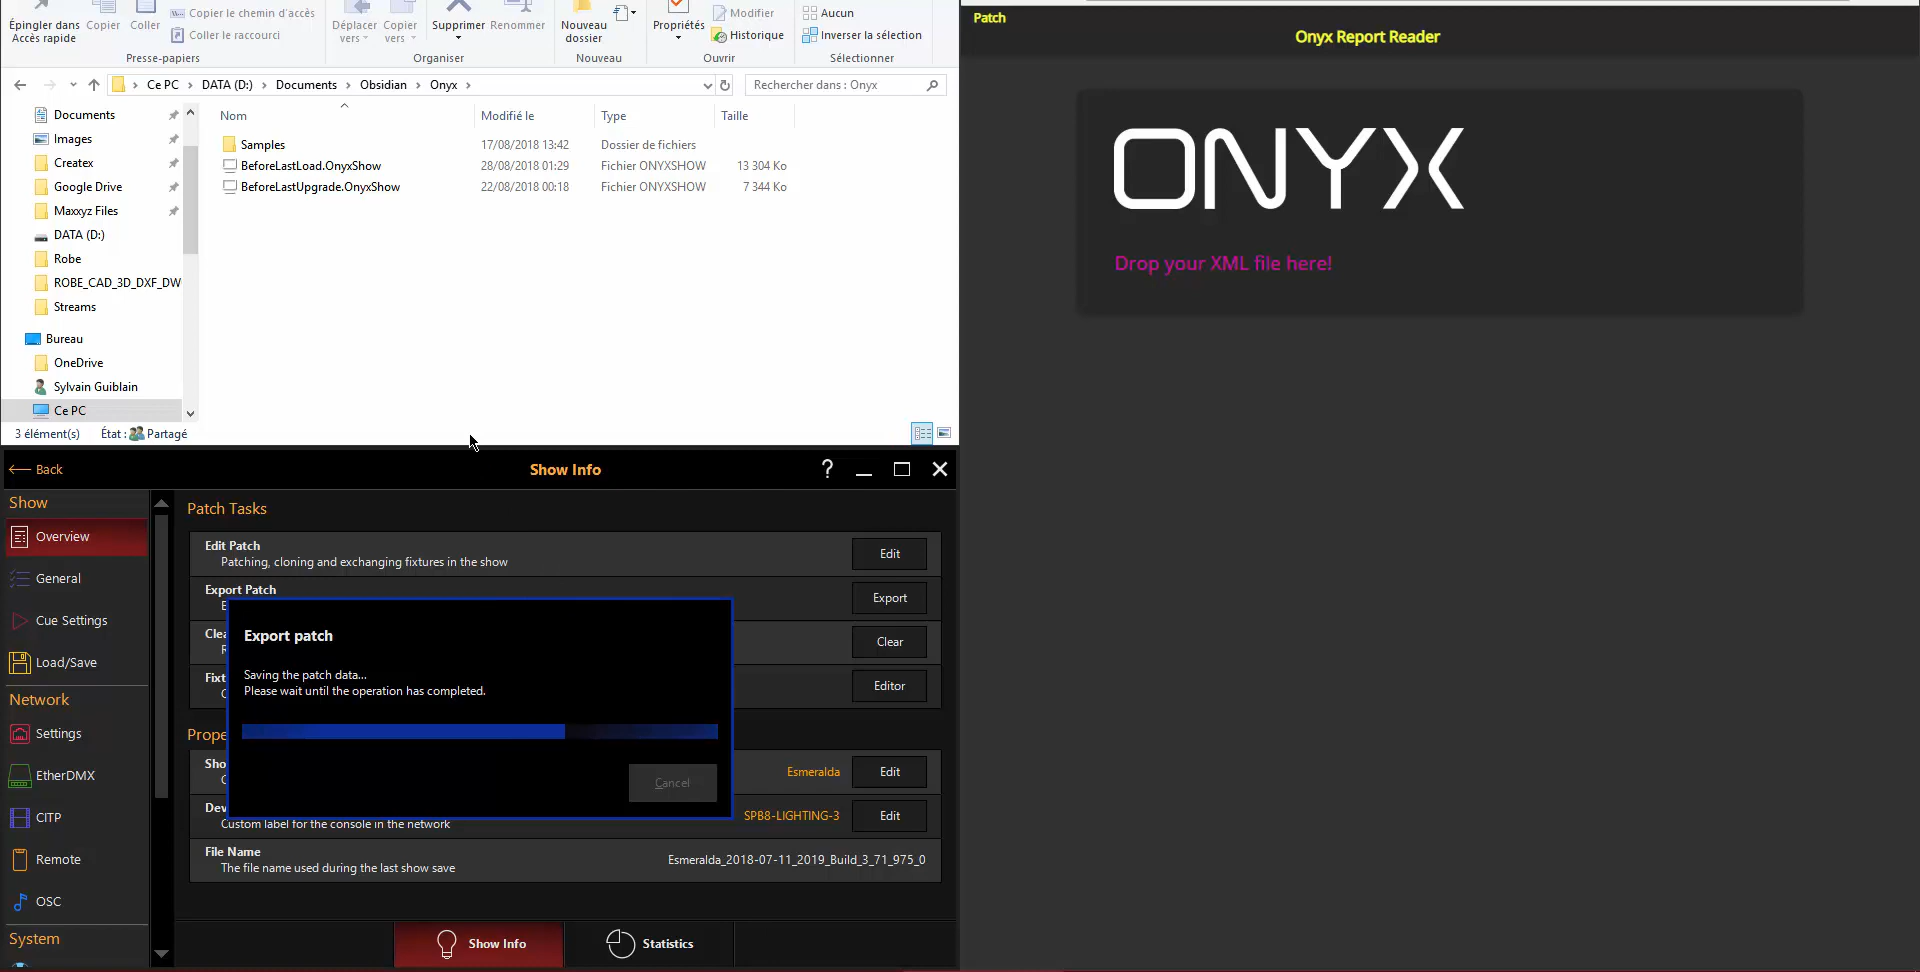 Épingler dans
Accès rapide
Copier
Coller
Copier le chemin d'accès
Coller le raccourci
Presse-papiers
Déplacer
vers
Copier
vers
Supprimer
Renommer
Organiser
Nouveau
dossier
Nouveau
Propriétés
Modifier
Historique
Ouvrir
Aucun
Inverser la sélection
Sélectionner
Ce PC
DATA (D:)
Documents
Obsidian
Onyx
Rechercher dans : Onyx
Documents
Images
Createx
Google Drive
Maxxyz Files
DATA (D:)
Robe
ROBE_CAD_3D_DXF_DW
Streams
Bureau
OneDrive
Sylvain Guiblain
Ce PC
Nom Modifié le Type Taille
Samples 17/08/2018 13:42 Dossier de fichiers
BeforeLastLoad.OnyxShow 28/08/2018 01:29 Fichier ONYXSHOW 13 304 Ko
BeforeLastUpgrade.OnyxShow 22/08/2018 00:18 Fichier ONYXSHOW 7 344 Ko
3 élément(s) État : Partagé
Back
Show Info
?
Show
Overview
General
Cue Settings
Load/Save
Network
Settings
EtherDMX
CITP
Remote
OSC
System
Patch Tasks
Edit Patch
Patching, cloning and exchanging fixtures in the show
Edit
Export Patch
E
Export
Clea
R
Clear
Fixt
C
Editor
Export patch
Saving the patch data...
Please wait until the operation has completed.
Cancel
Prope
Sho
C
Esmeralda
Edit
Dev
Custom label for the console in the network
SPB8-LIGHTING-3
Edit
File Name
The file name used during the last show save
Esmeralda_2018-07-11_2019_Build_3_71_975_0
Show Info
Statistics
Patch
Onyx Report Reader
ONYX
Drop your XML file here!